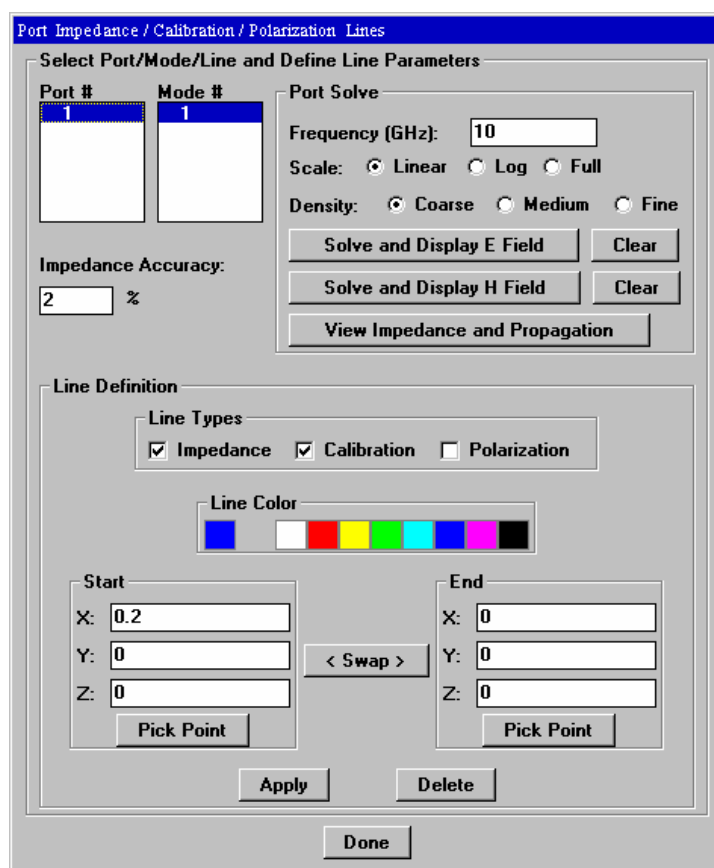 Port Impedance / Calibration / Polarization Lines
Select Port/Mode/Line and Define Line Parameters
Port # Mode #
1 1
Impedance Accuracy:
2 %
Port Solve
Frequency (GHz): 10
Scale: Linear Log Full
Density: Coarse Medium Fine
Solve and Display E Field Clear
Solve and Display H Field Clear
View Impedance and Propagation
Line Definition
Line Types
Impedance Calibration Polarization
Line Color
Start
X: 0.2
Y: 0
Z: 0
Pick Point
< Swap >
End
X: 0
Y: 0
Z: 0
Pick Point
Apply Delete
Done